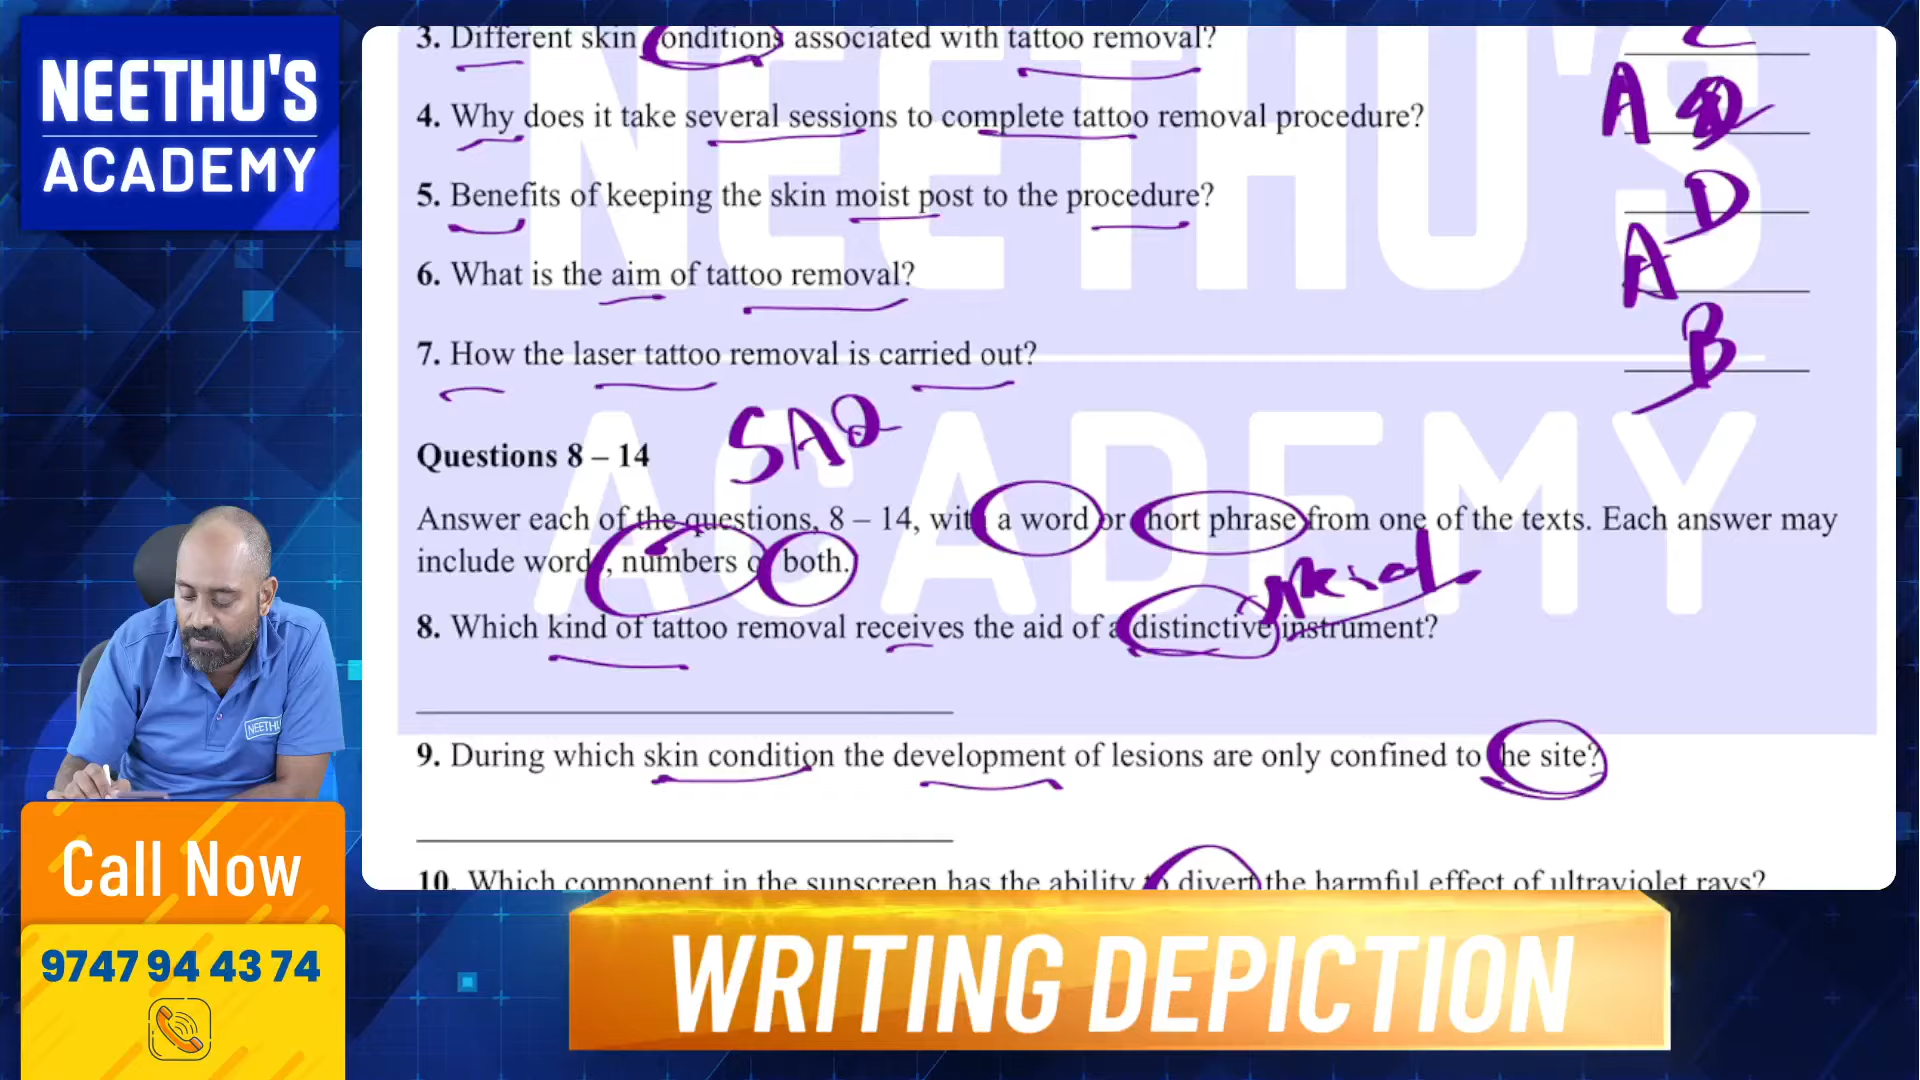 NEETHU'S
ACADEMY
3. Different skin conditions associated with tattoo removal?
4. Why does it take several sessions to complete tattoo removal procedure?
A
5. Benefits of keeping the skin moist post to the procedure?
D
6. What is the aim of tattoo removal?
A
7. How the laser tattoo removal is carried out?
B
SAQ
Questions 8 – 14
Answer each of the questions, 8 – 14, with a word or short phrase from one of the texts. Each answer may
include words, numbers or both.
8. Which kind of tattoo removal receives the aid of a distinctive instrument?
9. During which skin condition the development of lesions are only confined to the site?
10. Which component in the sunscreen has the ability to divert the harmful effect of ultraviolet rays?
NEETHU'S
ACADEMY
NEETHU
Call Now
9747 94 43 74
WRITING DEPICTION